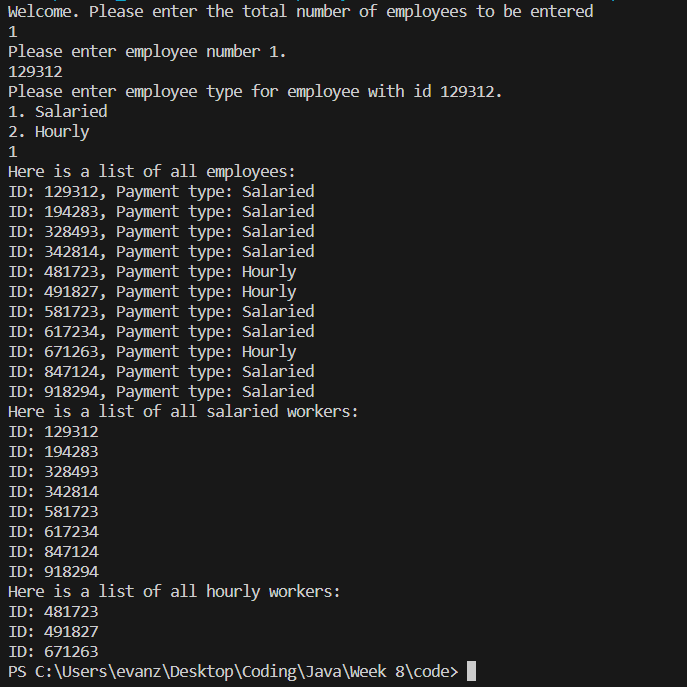 Welcome. Please enter the total number of employees to be entered
1
Please enter employee number 1.
129312
Please enter employee type for employee with id 129312.
1. Salaried
2. Hourly
1
Here is a list of all employees:
ID: 129312, Payment type: Salaried
ID: 194283, Payment type: Salaried
ID: 328493, Payment type: Salaried
ID: 342814, Payment type: Salaried
ID: 481723, Payment type: Hourly
ID: 491827, Payment type: Hourly
ID: 581723, Payment type: Salaried
ID: 617234, Payment type: Salaried
ID: 671263, Payment type: Hourly
ID: 847124, Payment type: Salaried
ID: 918294, Payment type: Salaried
Here is a list of all salaried workers:
ID: 129312
ID: 194283
ID: 328493
ID: 342814
ID: 581723
ID: 617234
ID: 847124
ID: 918294
Here is a list of all hourly workers:
ID: 481723
ID: 491827
ID: 671263
PS C:\Users\evanz\Desktop\Coding\Java\Week 8\code>